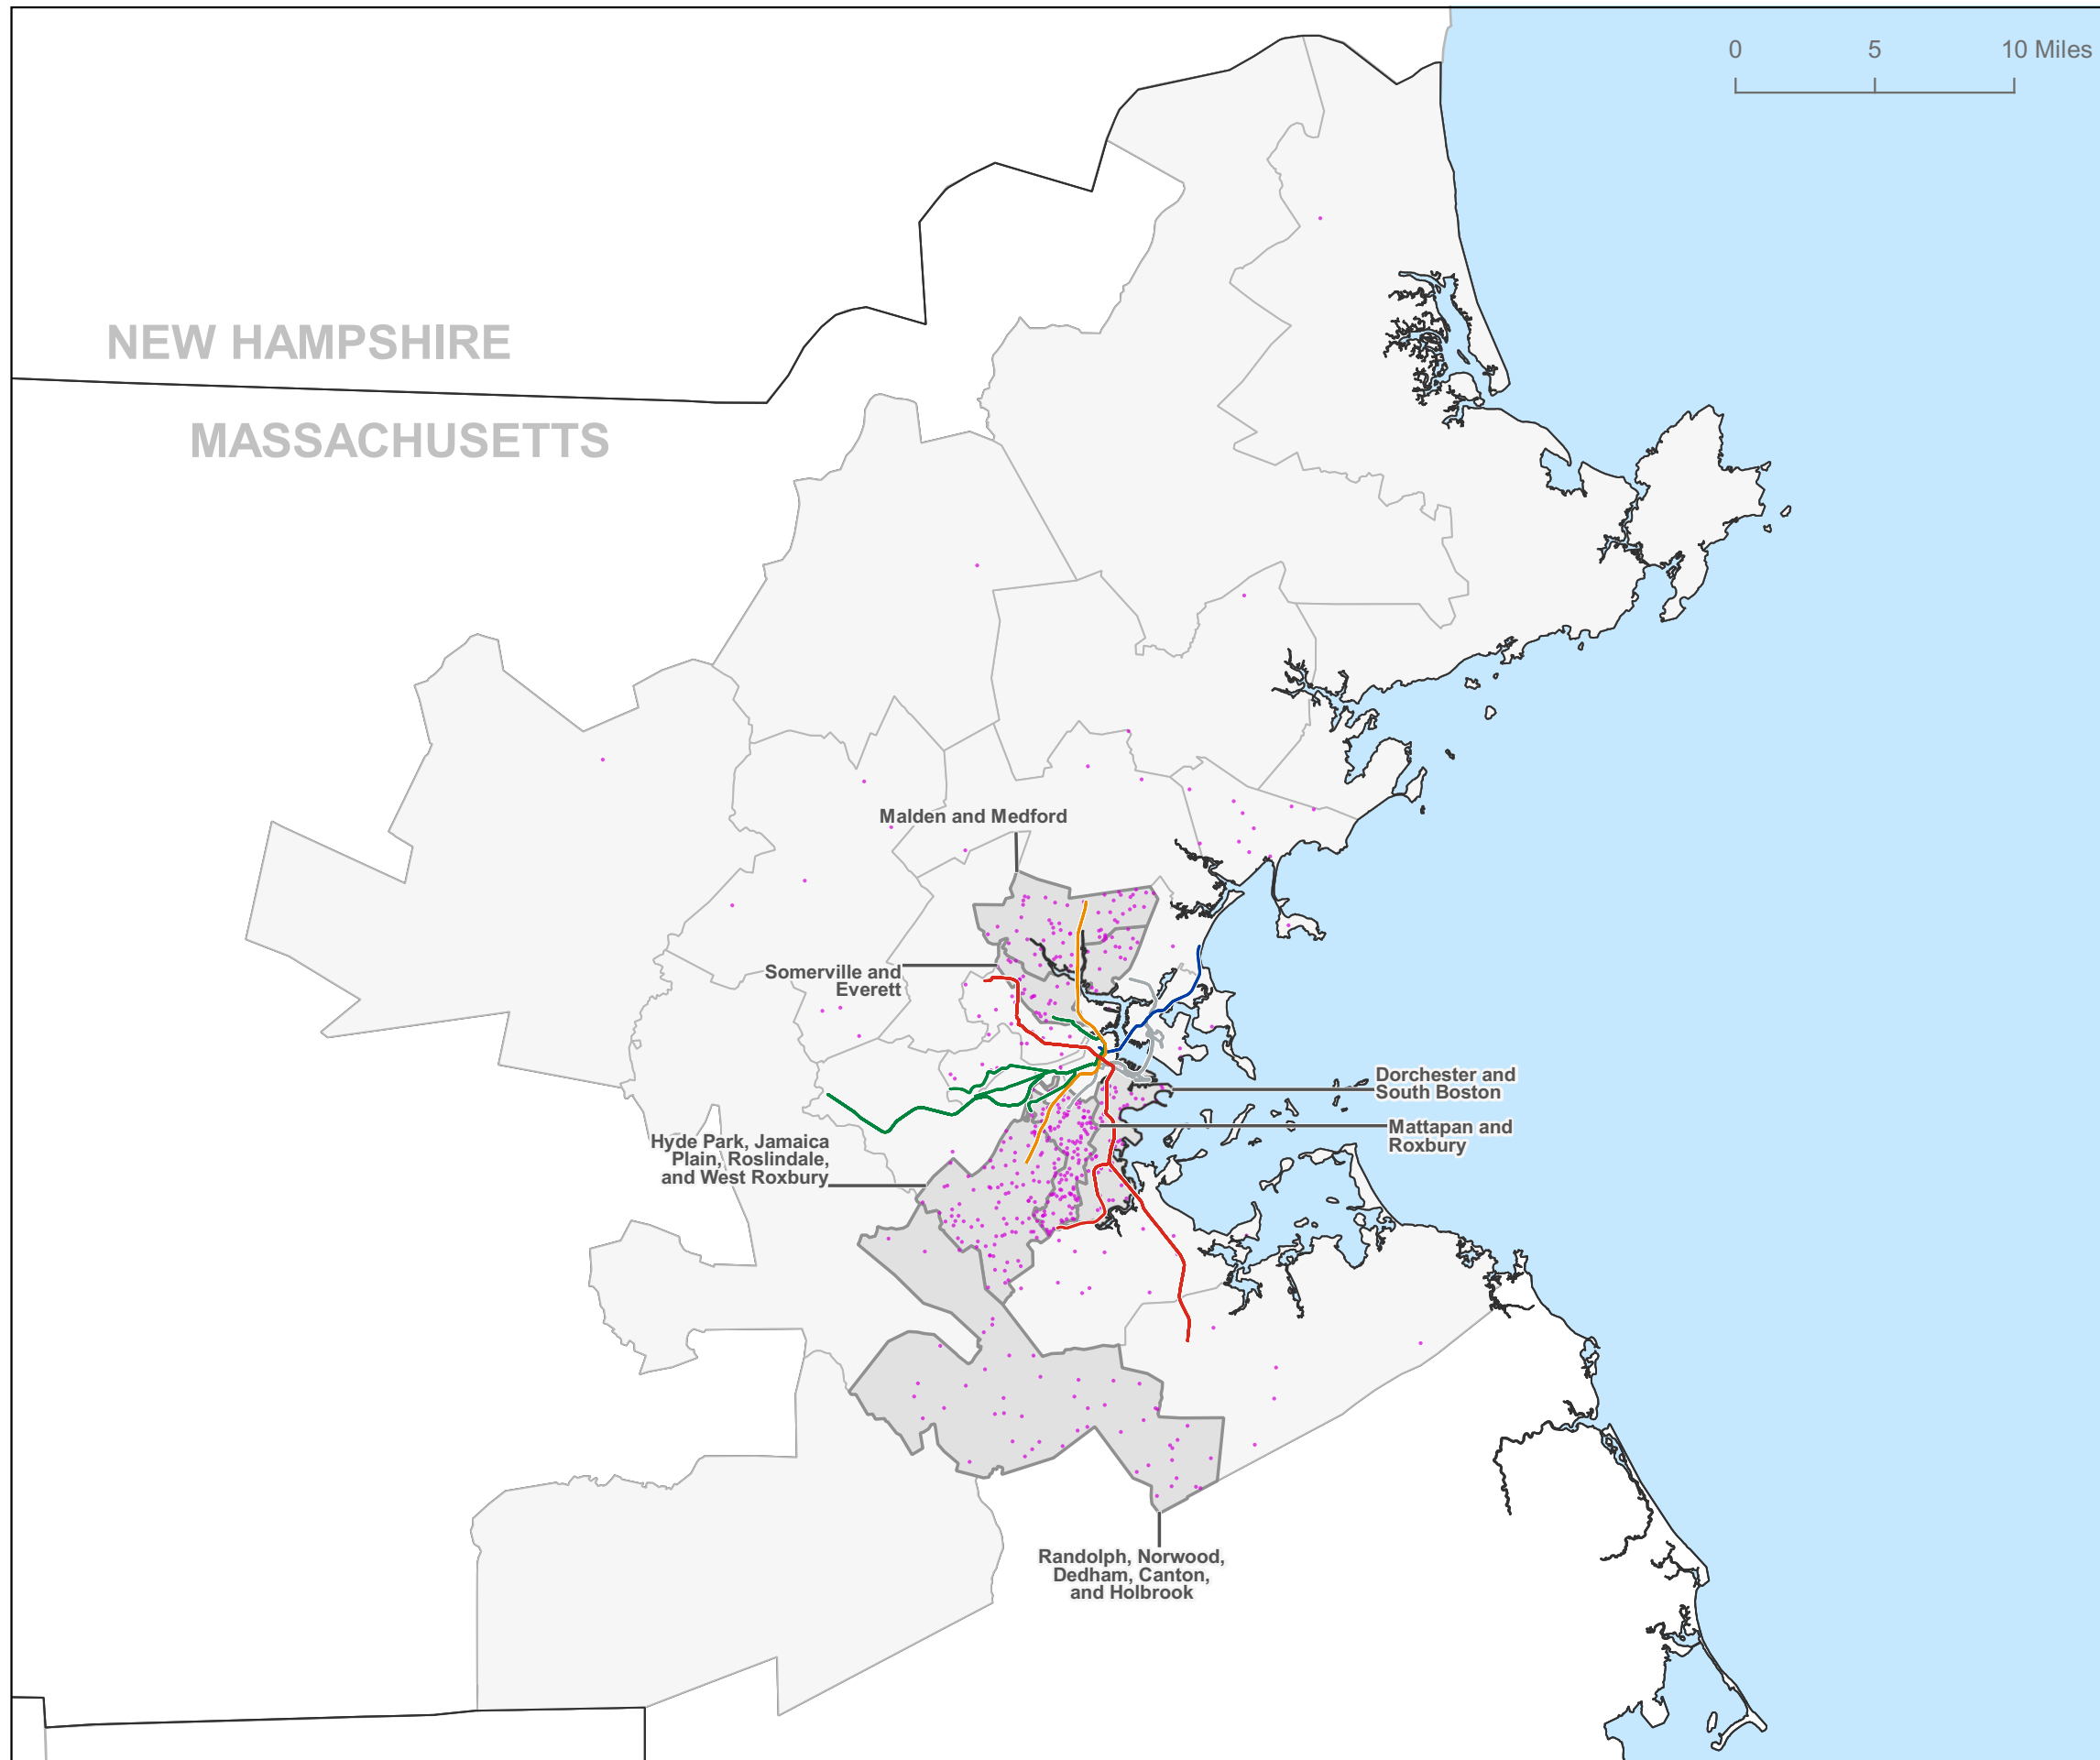 0 5 10 Miles
NEW HAMPSHIRE
MASSACHUSETTS
Malden and Medford
Somerville and
Everett
Dorchester and
South Boston
Mattapan and
Roxbury
Hyde Park, Jamaica
Plain, Roslindale,
and West Roxbury
Randolph, Norwood,
Dedham, Canton,
and Holbrook